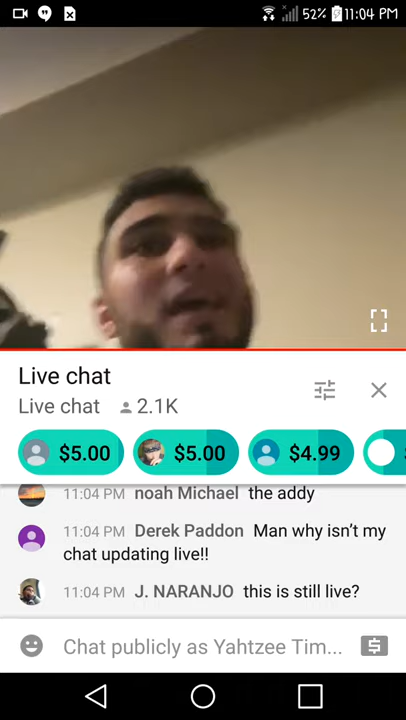 52% 11:04 PM
Live chat
Live chat 2.1K
$5.00 $5.00 $4.99
11:04 PM noah Michael the addy
11:04 PM Derek Paddon Man why isn't my
chat updating live!!
11:04 PM J. NARANJO this is still live?
Chat publicly as Yahtzee Tim...